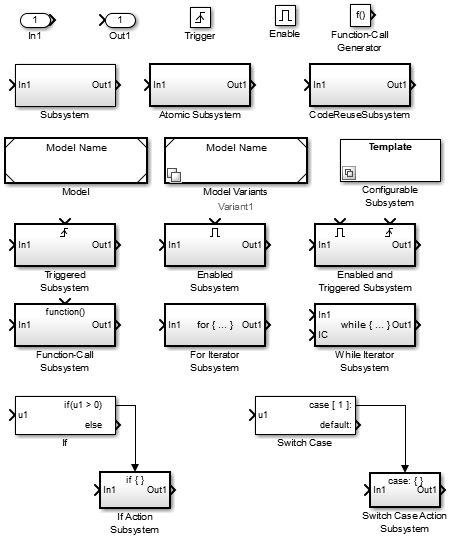 1
1
f()
In1
Out1
Trigger
Enable
Function-Call
Generator
In1 Out1
In1 Out1
In1 Out1
Subsystem
Atomic Subsystem
CodeReuseSubsystem
Model Name
Model Name
Template
Model
Model Variants
Variant1
Configurable
Subsystem
In1 Out1
In1 Out1
In1 Out1
Triggered
Subsystem
Enabled
Subsystem
Enabled and
Triggered Subsystem
function()
In1 Out1
In1 for { ... } Out1
In1
IC
while { ... } Out1
Function-Call
Subsystem
For Iterator
Subsystem
While Iterator
Subsystem
u1
if(u1 > 0)
else
If
u1
case [ 1 ]:
default:
Switch Case
if { }
In1 Out1
If Action
Subsystem
case: { }
In1 Out1
Switch Case Action
Subsystem